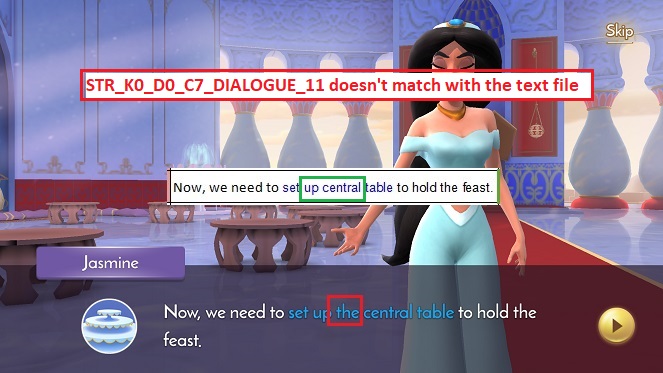 Skip
STR_K0_D0_C7_DIALOGUE_11 doesn't match with the text file
Now, we need to set up central table to hold the feast.
Jasmine
Now, we need to set up the central table to hold the
feast.